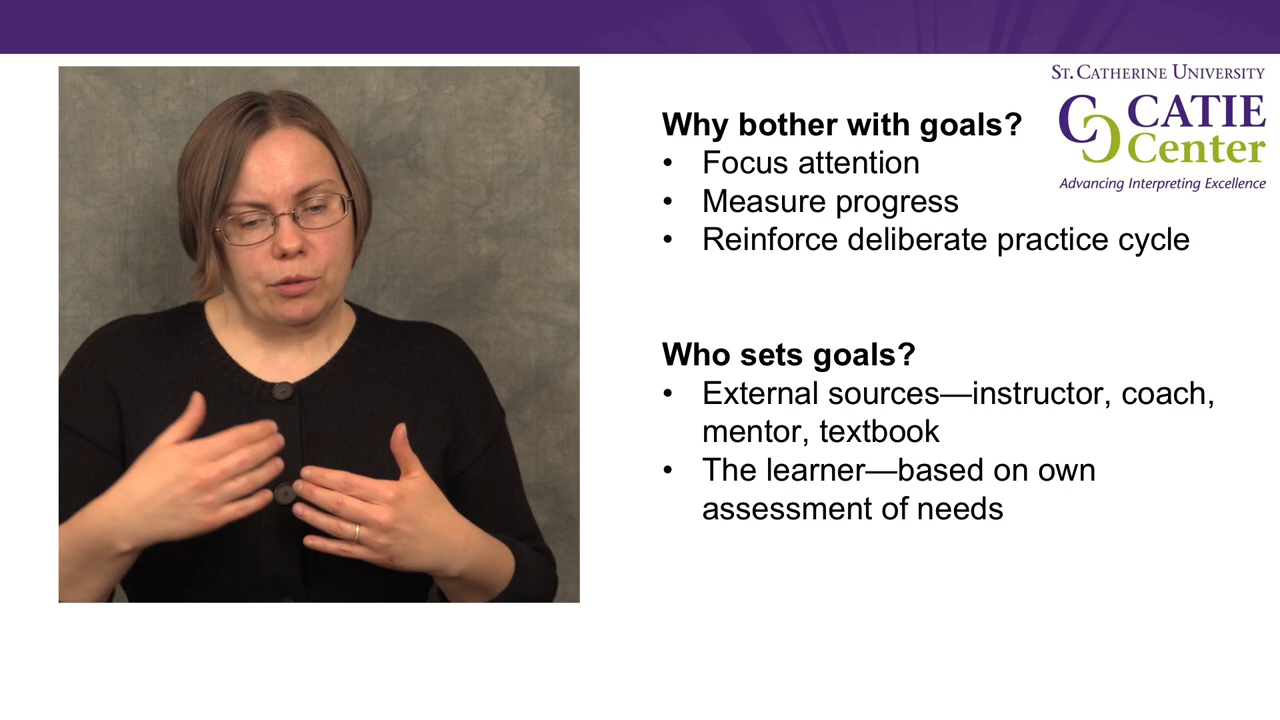 ST. CATHERINE UNIVERSITY
CATIE
Center
Advancing Interpreting Excellence
Why bother with goals?
• Focus attention
• Measure progress
• Reinforce deliberate practice cycle
Who sets goals?
• External sources—instructor, coach,
mentor, textbook
• The learner—based on own
assessment of needs